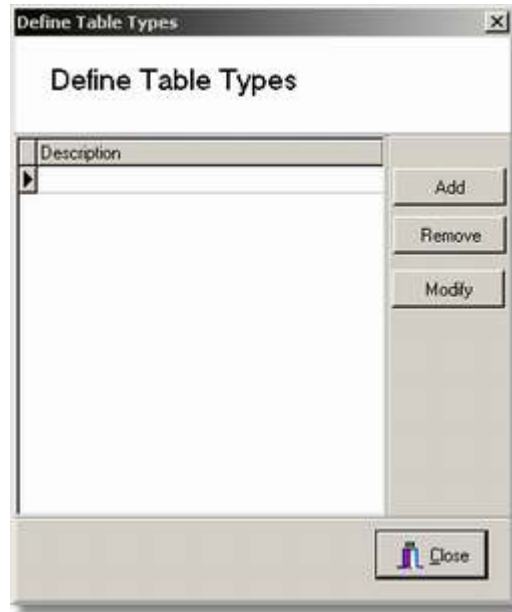 Define Table Types
Define Table Types
Description
Add
Remove
Modify
Close